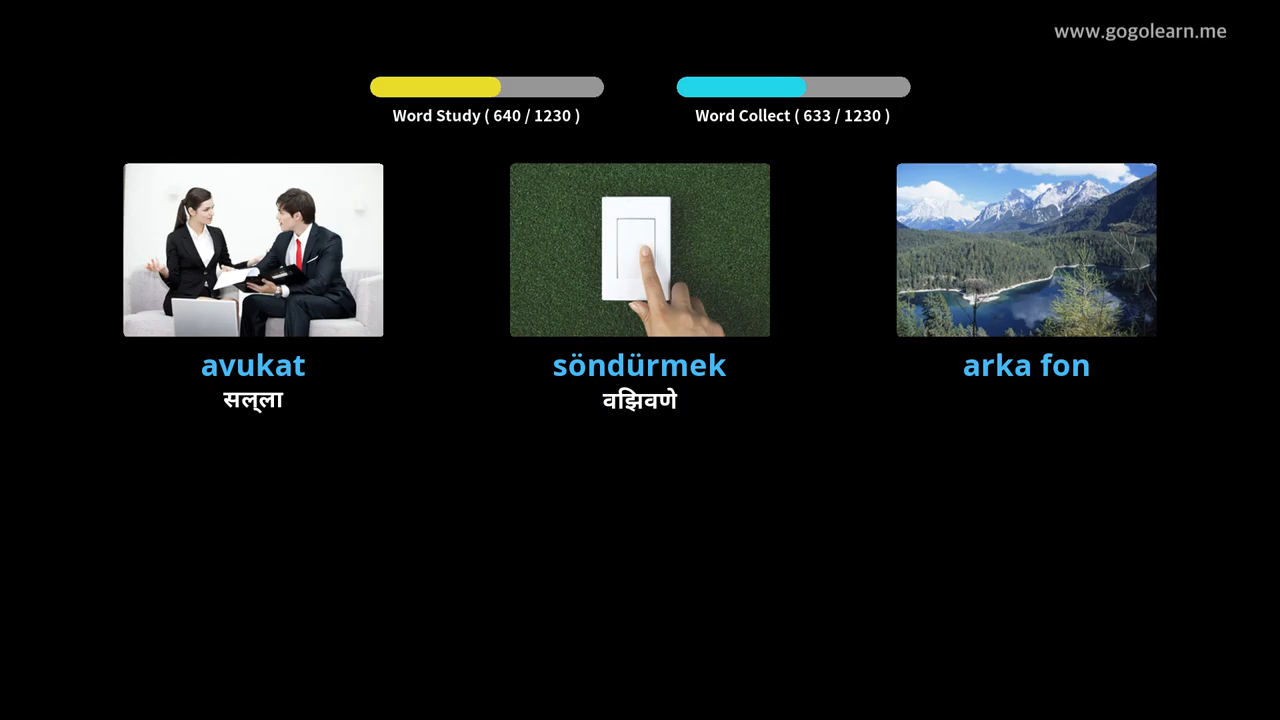 www.gogolearn.me
Word Study ( 640 / 1230 )
Word Collect ( 633 / 1230 )
avukat
सल्ला
söndürmek
वझिवणे
arka fon